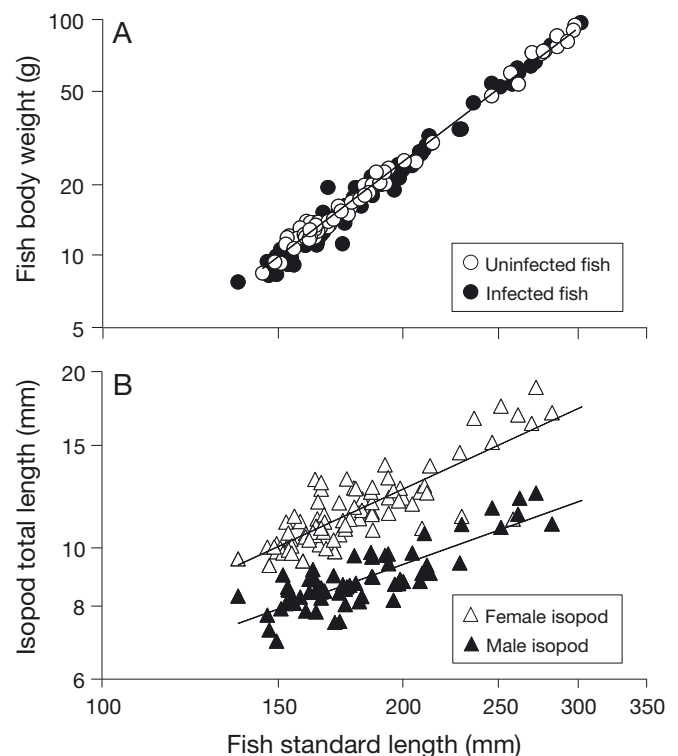 A
Fish body weight (g)
100
50
20
10
5
Uninfected fish
Infected fish
B
Isopod total length (mm)
20
15
10
8
6
Female isopod
Male isopod
100
150
200
250
300
350
Fish standard length (mm)